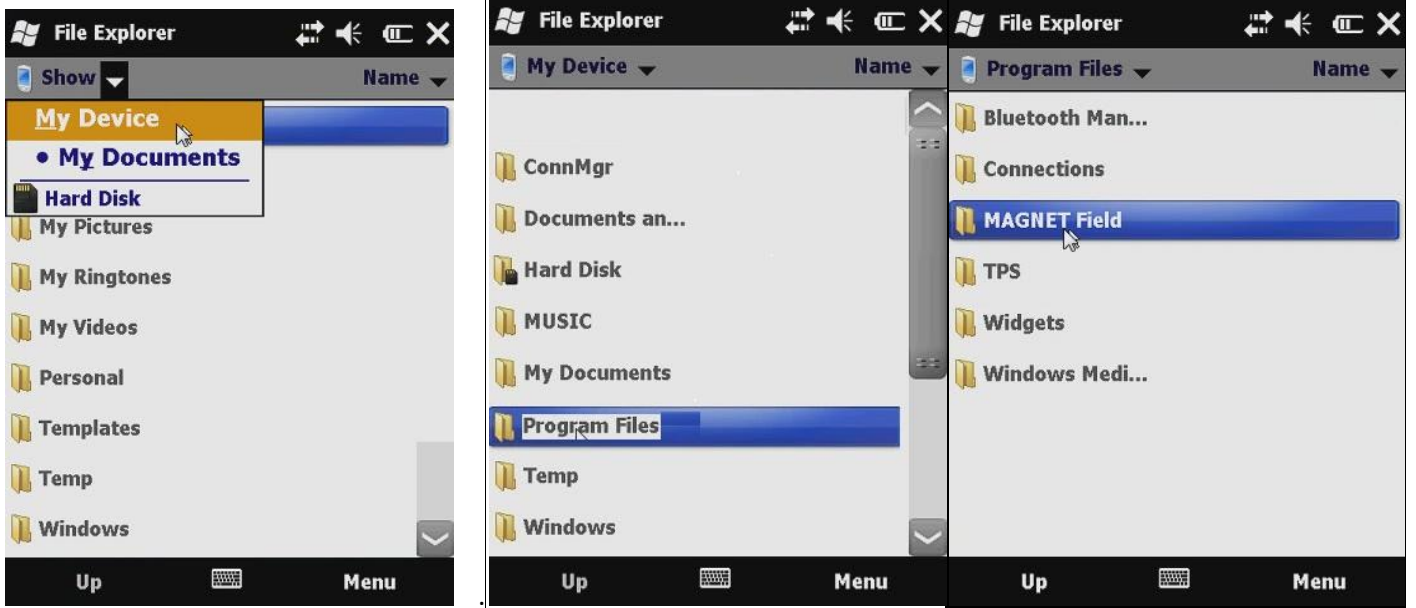 File Explorer
Show
Name
My Device
• My Documents
Hard Disk
My Pictures
My Ringtones
My Videos
Personal
Templates
Temp
Windows
Up
Menu
.
File Explorer
My Device
Name
ConnMgr
Documents an...
Hard Disk
MUSIC
My Documents
Program Files
Temp
Windows
Up
Menu
File Explorer
Program Files
Name
Bluetooth Man...
Connections
MAGNET Field
TPS
Widgets
Windows Medi...
Up
Menu